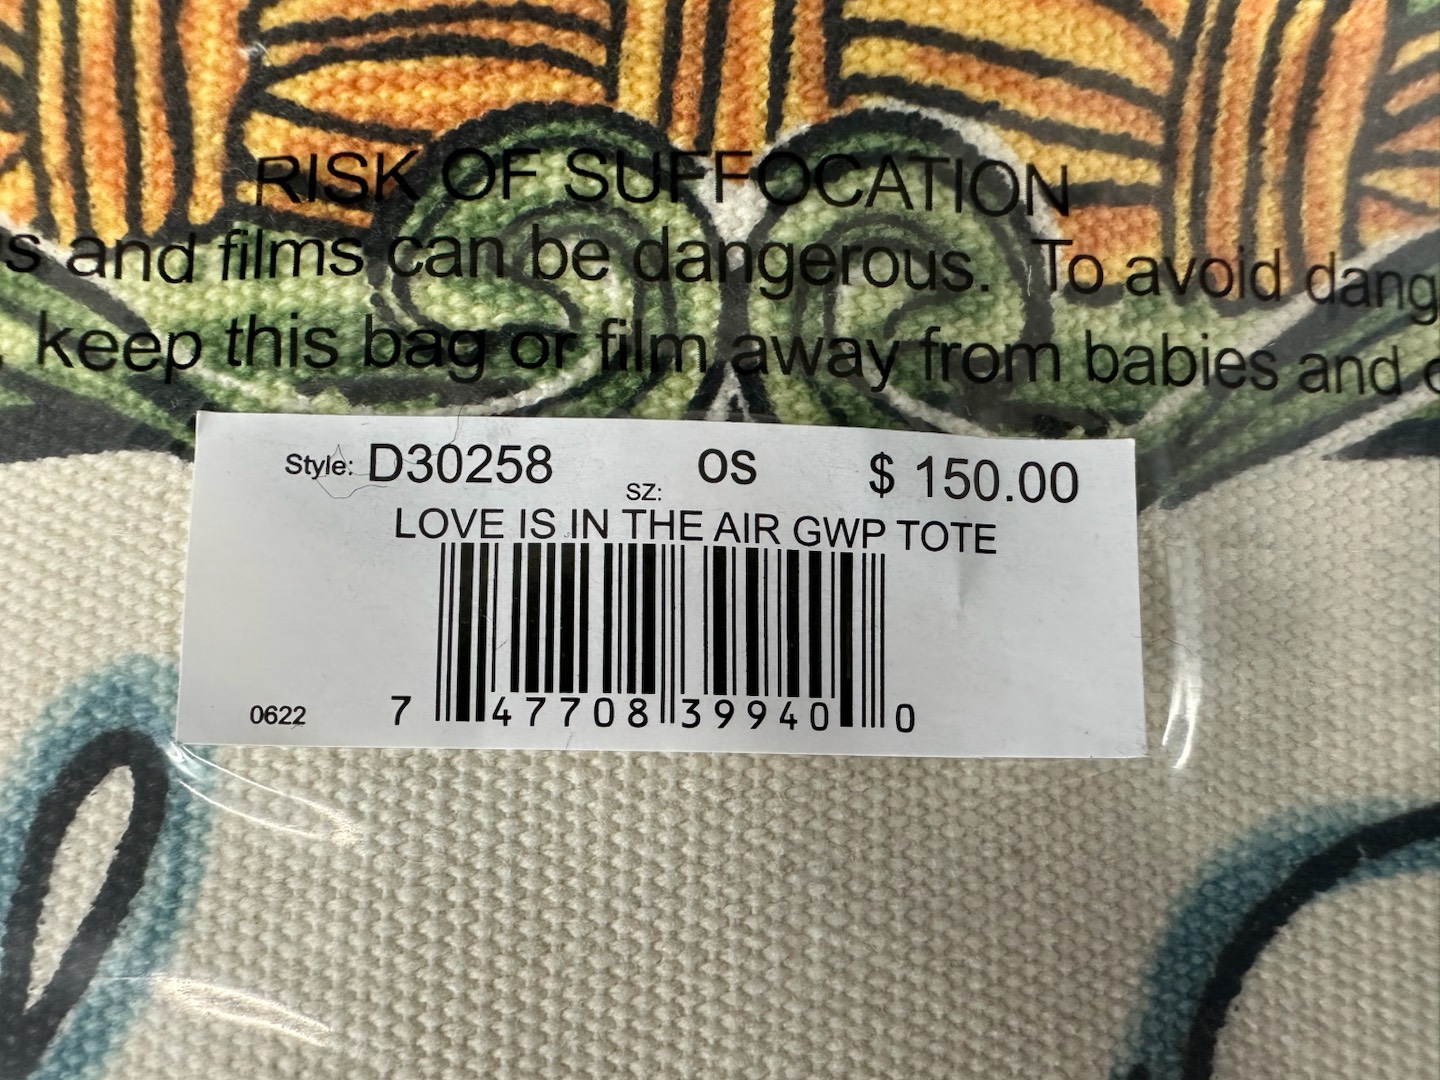 RISK OF SUFFOCATION
and films can be dangerous. To avoid
keep this bag or film away from babies and
Style: D30258 SZ: OS $ 150.00
LOVE IS IN THE AIR GWP TOTE
0622 7 47708 39940 0